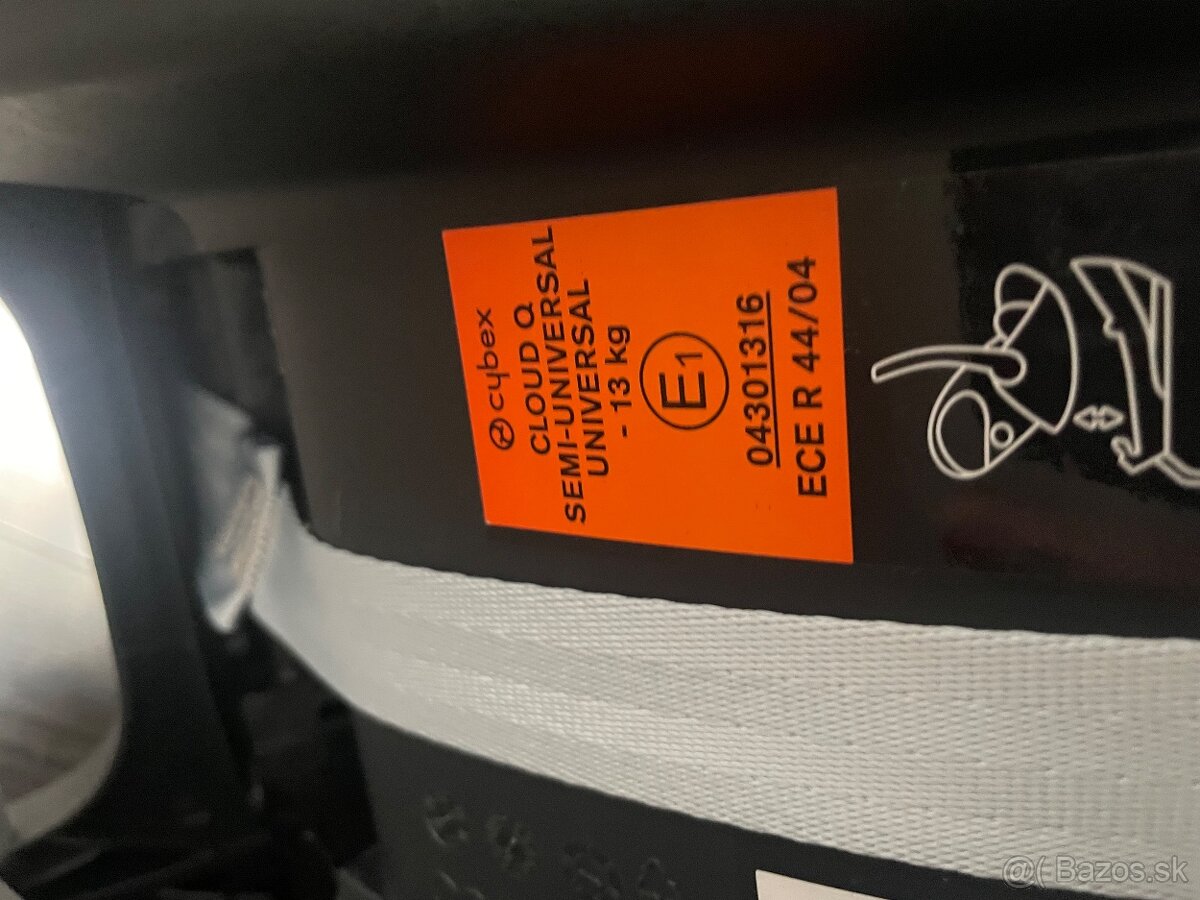 cybex
CLOUD Q
SEMI-UNIVERSAL
UNIVERSAL
- 13 kg
E1
04301316
ECE R 44/04
Bazos.sk